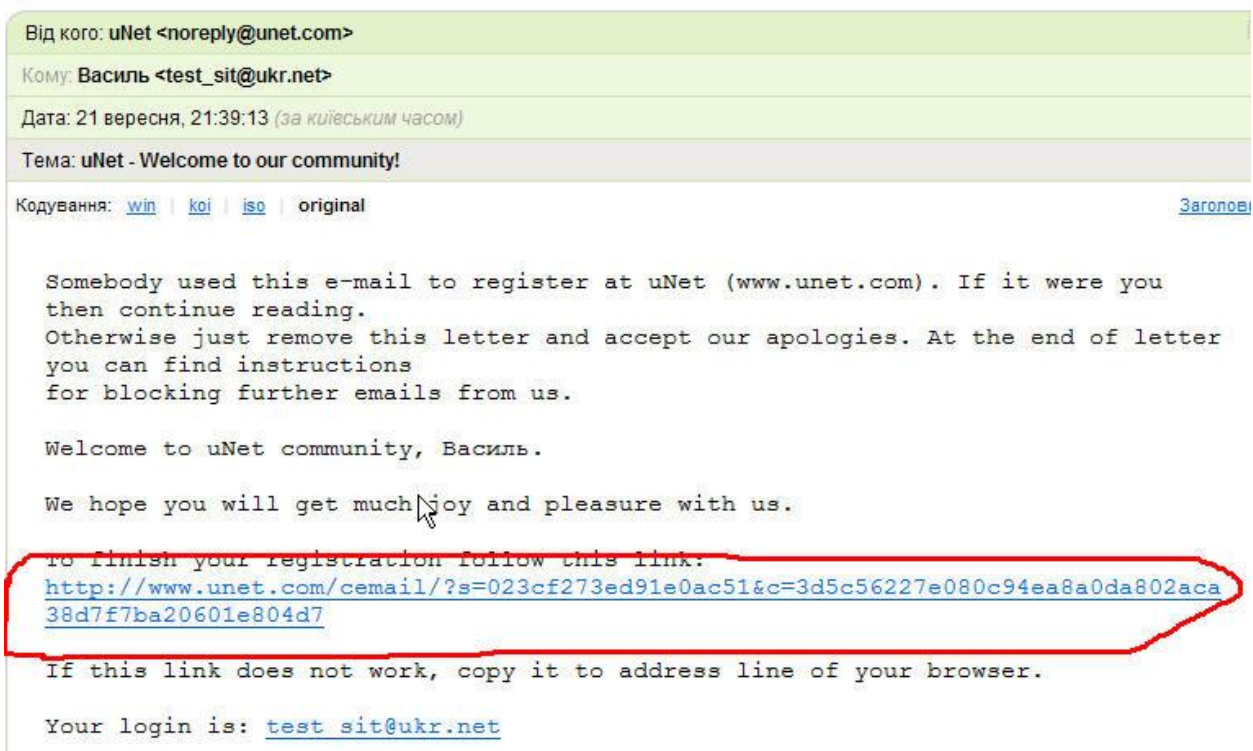 Від кого: uNet <noreply@unet.com>
Кому: Василь <test_sit@ukr.net>
Дата: 21 вересня, 21:39:13 (за київським часом)
Тема: uNet - Welcome to our community!
Кодування: win | koi | iso | original Заголовк
Somebody used this e-mail to register at uNet (www.unet.com). If it were you
then continue reading.
Otherwise just remove this letter and accept our apologies. At the end of letter
you can find instructions
for blocking further emails from us.
Welcome to uNet community, Василь.
We hope you will get much joy and pleasure with us.
To finish your registration follow this link:
http://www.unet.com/cemail/?s=023cf273ed91e0ac51&c=3d5c56227e080c94ea8a0da802aca
38d7f7ba20601e804d7
If this link does not work, copy it to address line of your browser.
Your login is: test_sit@ukr.net